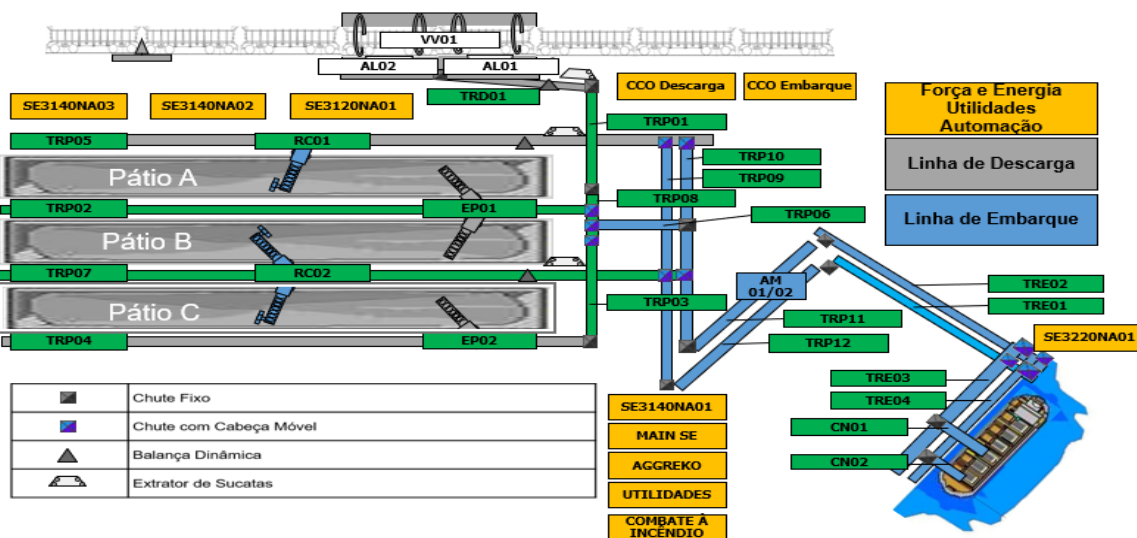 VV01
AL02
AL01
TRD01
CCO Descarga
CCO Embarque
SE3140NA03
SE3140NA02
SE3120NA01
Força e Energia
Utilidades
Automação
TRP01
TRP05
RC01
Linha de Descarga
TRP10
TRP09
Pátio A
TRP08
TRP02
EP01
TRP06
Linha de Embarque
Pátio B
TRP07
RC02
AM
01/02
TRE02
TRE01
TRP03
Pátio C
TRP11
TRP12
SE3220NA01
TRP04
EP02
TRE03
TRE04
CN01
CN02
Chute Fixo
Chute com Cabeça Móvel
Balança Dinâmica
Extrator de Sucatas
SE3140NA01
MAIN SE
AGGREKO
UTILIDADES
COMBATE À
INCÊNDIO